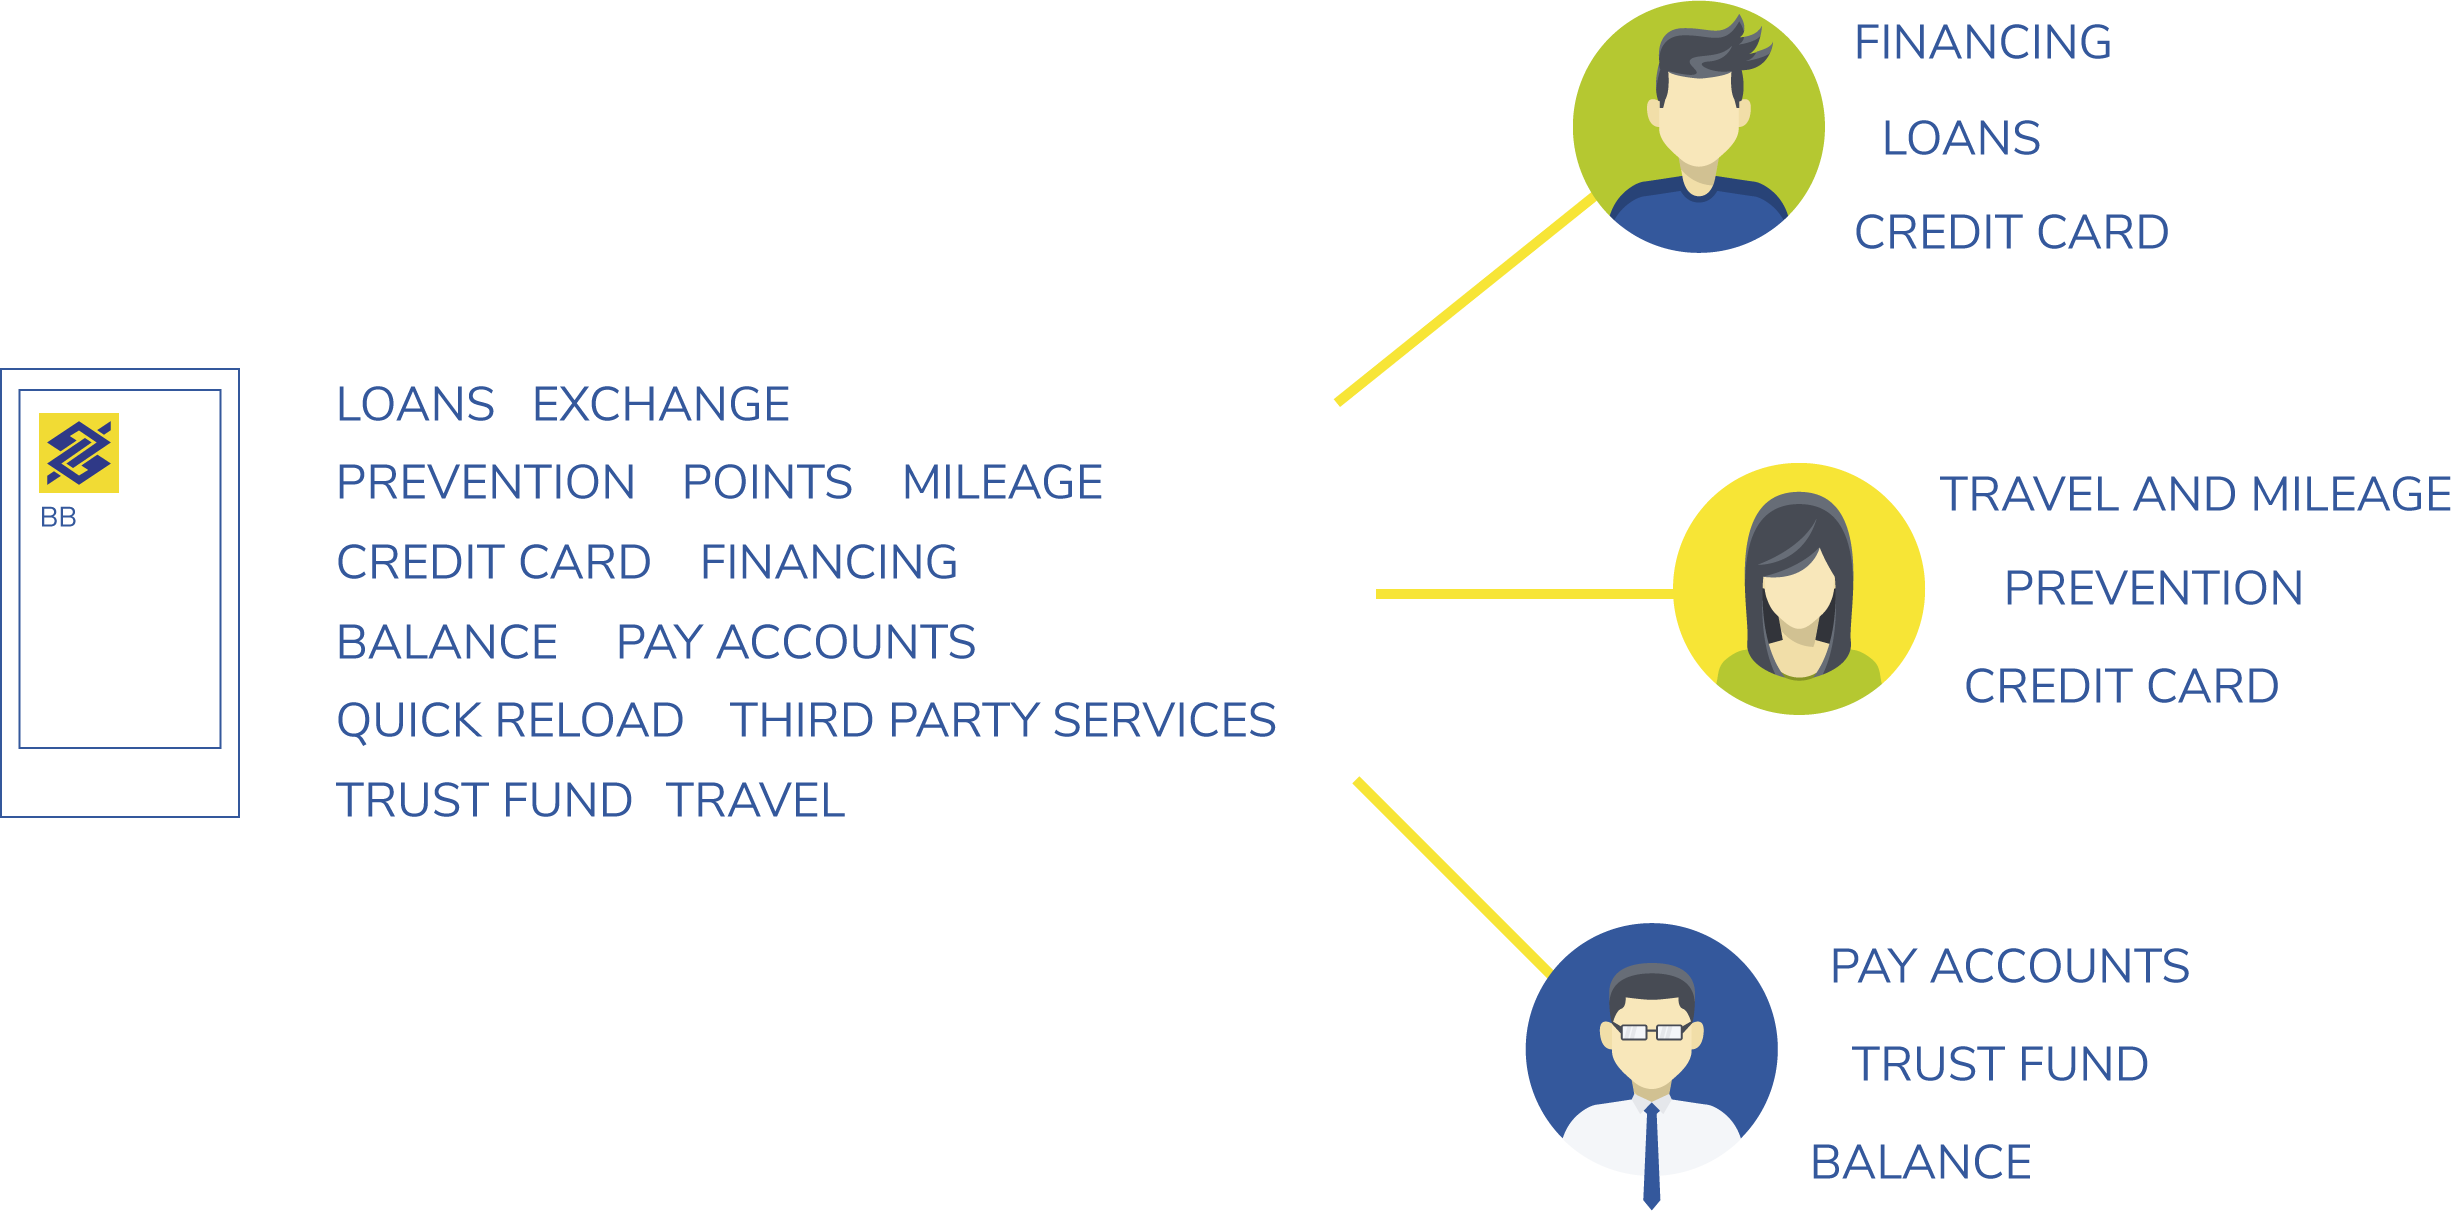 BB
LOANS EXCHANGE
PREVENTION POINTS MILEAGE
CREDIT CARD FINANCING
BALANCE PAY ACCOUNTS
QUICK RELOAD THIRD PARTY SERVICES
TRUST FUND TRAVEL
FINANCING
LOANS
CREDIT CARD
TRAVEL AND MILEAGE
PREVENTION
CREDIT CARD
PAY ACCOUNTS
TRUST FUND
BALANCE